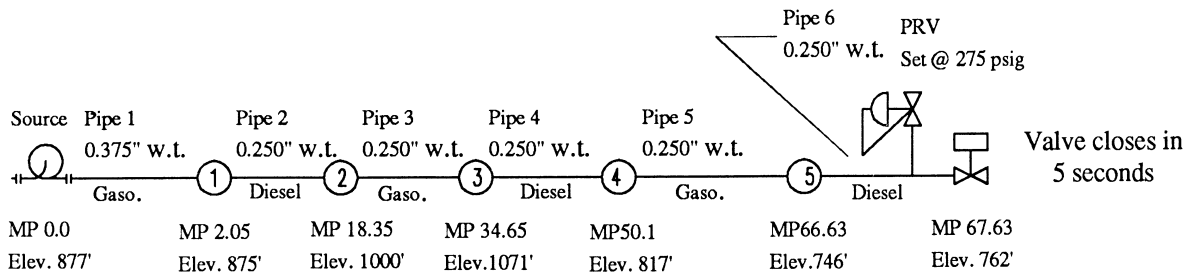 Pipe 6
0.250" w.t.
PRV
Set @ 275 psig
Source
Pipe 1
0.375" w.t.
Pipe 2
0.250" w.t.
Pipe 3
0.250" w.t.
Pipe 4
0.250" w.t.
Pipe 5
0.250" w.t.
Valve closes in
5 seconds
1
2
3
4
5
Gaso.
Diesel
Gaso.
Diesel
Gaso.
Diesel
MP 0.0
Elev. 877'
MP 2.05
Elev. 875'
MP 18.35
Elev. 1000'
MP 34.65
Elev.1071'
MP50.1
Elev. 817'
MP66.63
Elev.746'
MP 67.63
Elev. 762'